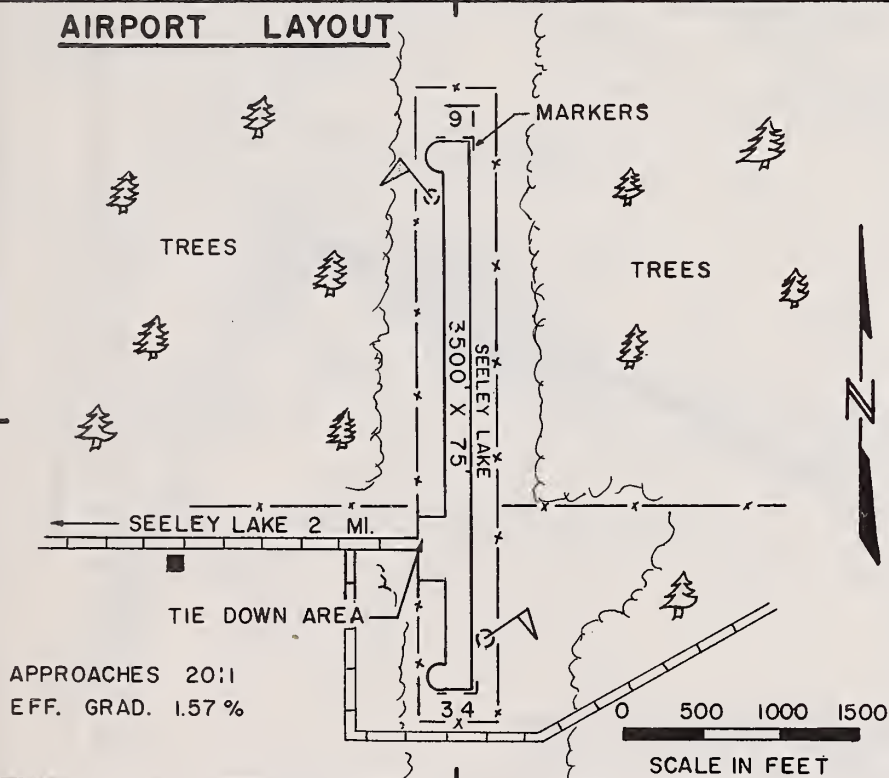 AIRPORT LAYOUT
16
MARKERS
TREES
TREES
SEELEY LAKE
3500' X 75'
N
SEELEY LAKE 2 MI.
TIE DOWN AREA
APPROACHES 20:1
EFF. GRAD. 1.57 %
34
0 500 1000 1500
SCALE IN FEET